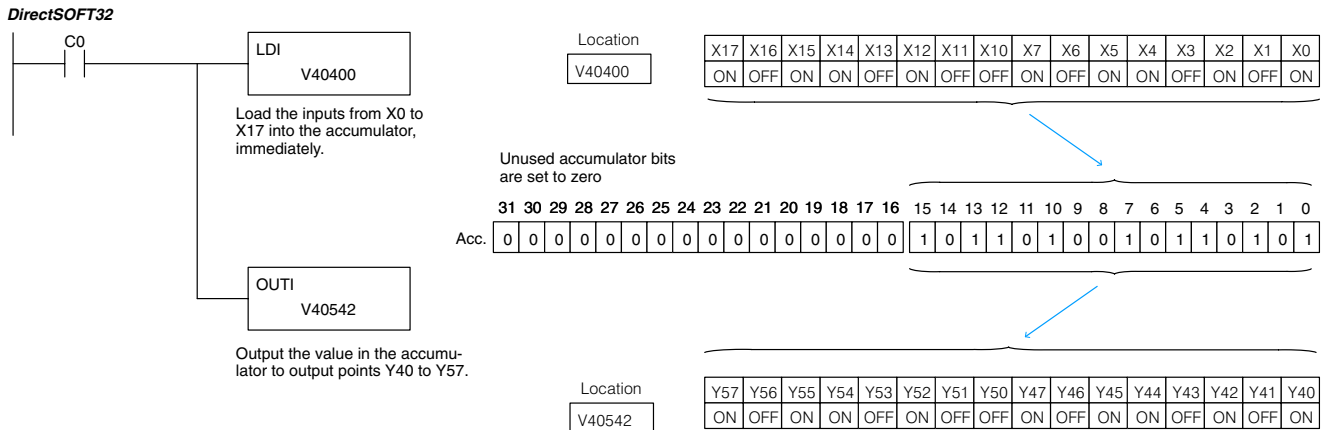 DirectSOFT32
C0
LDI
V40400
Load the inputs from X0 to
X17 into the accumulator,
immediately.
Location
V40400
X17 X16 X15 X14 X13 X12 X11 X10 X7 X6 X5 X4 X3 X2 X1 X0
ON OFF ON ON OFF ON OFF OFF ON OFF ON ON OFF ON OFF ON
Unused accumulator bits
are set to zero
31 30 29 28 27 26 25 24 23 22 21 20 19 18 17 16 15 14 13 12 11 10 9 8 7 6 5 4 3 2 1 0
Acc. 0 0 0 0 0 0 0 0 0 0 0 0 0 0 0 0 1 0 1 1 0 1 0 0 1 0 1 1 0 1 0 1
OUTI
V40542
Output the value in the accumu-
lator to output points Y40 to Y57.
Location
V40542
Y57 Y56 Y55 Y54 Y53 Y52 Y51 Y50 Y47 Y46 Y45 Y44 Y43 Y42 Y41 Y40
ON OFF ON ON OFF ON OFF OFF ON OFF ON ON OFF ON OFF ON